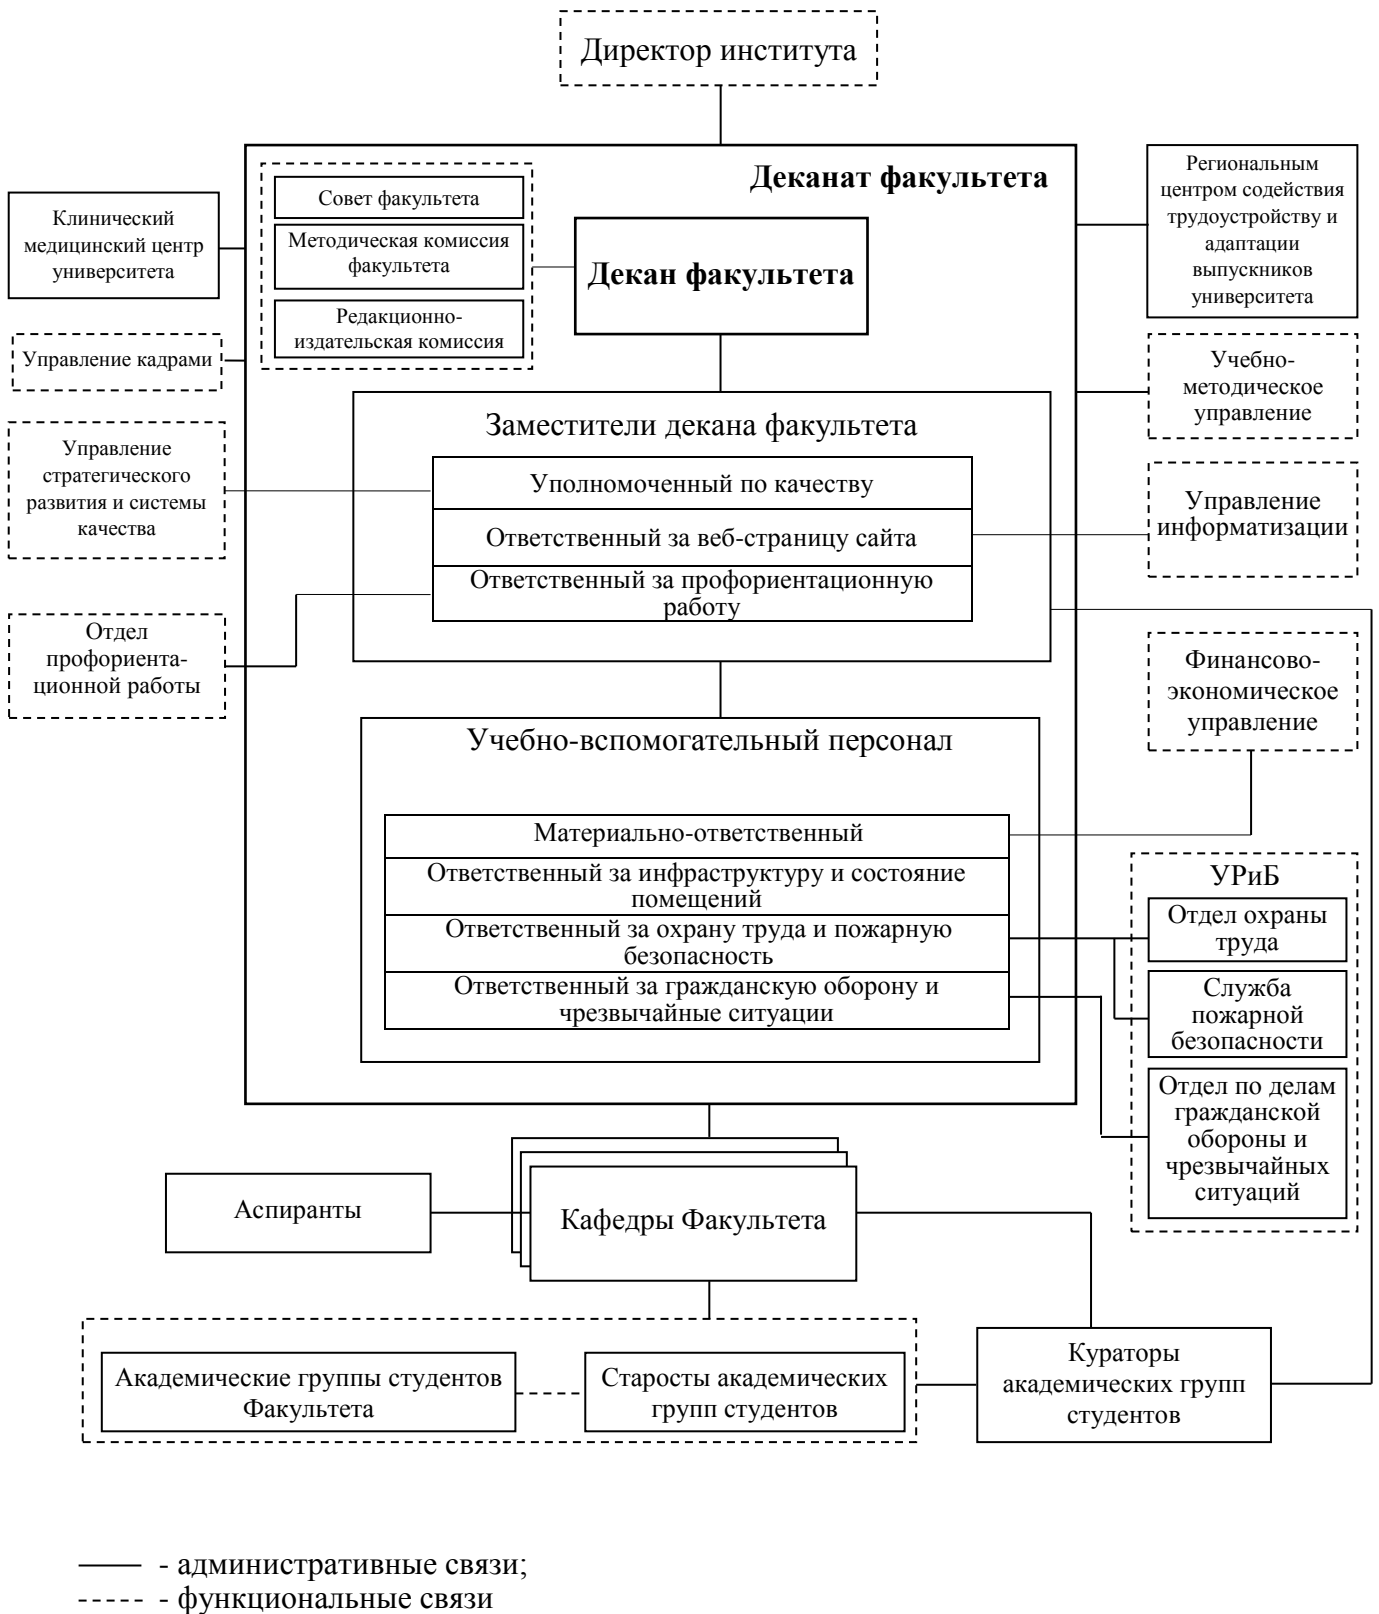 Директор института
Деканат факультета
Совет факультета
Методическая комиссия
факультета
Редакционно-
издательская комиссия
Декан факультета
Клинический
медицинский центр
университета
Управление кадрами
Управление
стратегического
развития и системы
качества
Отдел
профориента-
ционной работы
Региональным
центром содействия
трудоустройству и
адаптации
выпускников
университета
Учебно-
методическое
управление
Управление
информатизации
Финансово-
экономическое
управление
Заместители декана факультета
Уполномоченный по качеству
Ответственный за веб-страницу сайта
Ответственный за профориентационную
работу
Учебно-вспомогательный персонал
Материально-ответственный
Ответственный за инфраструктуру и состояние
помещений
Ответственный за охрану труда и пожарную
безопасность
Ответственный за гражданскую оборону и
чрезвычайные ситуации
УРиБ
Отдел охраны
труда
Служба
пожарной
безопасности
Отдел по делам
гражданской
обороны и
чрезвычайных
ситуаций
Аспиранты
Кафедры Факультета
Академические группы студентов
Факультета
Старосты академических
групп студентов
Кураторы
академических групп
студентов
- административные связи;
- функциональные связи